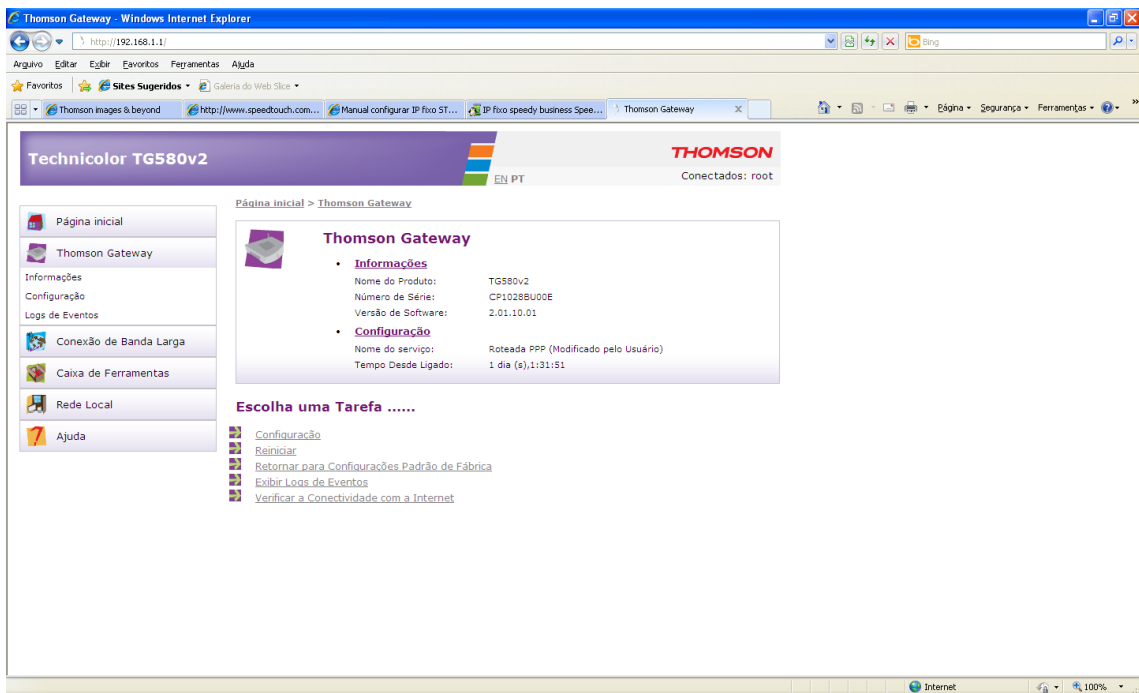 Thomson Gateway - Windows Internet Explorer
http://192.168.1.1/
Bing
Arquivo Editar Exibir Favoritos Ferramentas Ajuda
Favoritos Sites Sugeridos Galeria do Web Slice
Thomson images & beyond http://www.speedtouch.com... Manual configurar IP fixo ST... IP fixo speedy business Spee... Thomson Gateway Página Segurança Ferramentas »
Technicolor TG580v2
THOMSON
EN PT
Conectados: root
Página inicial > Thomson Gateway
Página inicial
Thomson Gateway
Informações
Configuração
Logs de Eventos
Conexão de Banda Larga
Caixa de Ferramentas
Rede Local
Ajuda
Thomson Gateway
• Informações
Nome do Produto: TG580v2
Número de Série: CP1028BU00E
Versão de Software: 2.01.10.01
• Configuração
Nome do serviço: Roteada PPP (Modificado pelo Usuário)
Tempo Desde Ligado: 1 dia (s),1:31:51
Escolha uma Tarefa ......
Configuração
Reiniciar
Retornar para Configurações Padrão de Fábrica
Exibir Logs de Eventos
Verificar a Conectividade com a Internet
Internet 100%